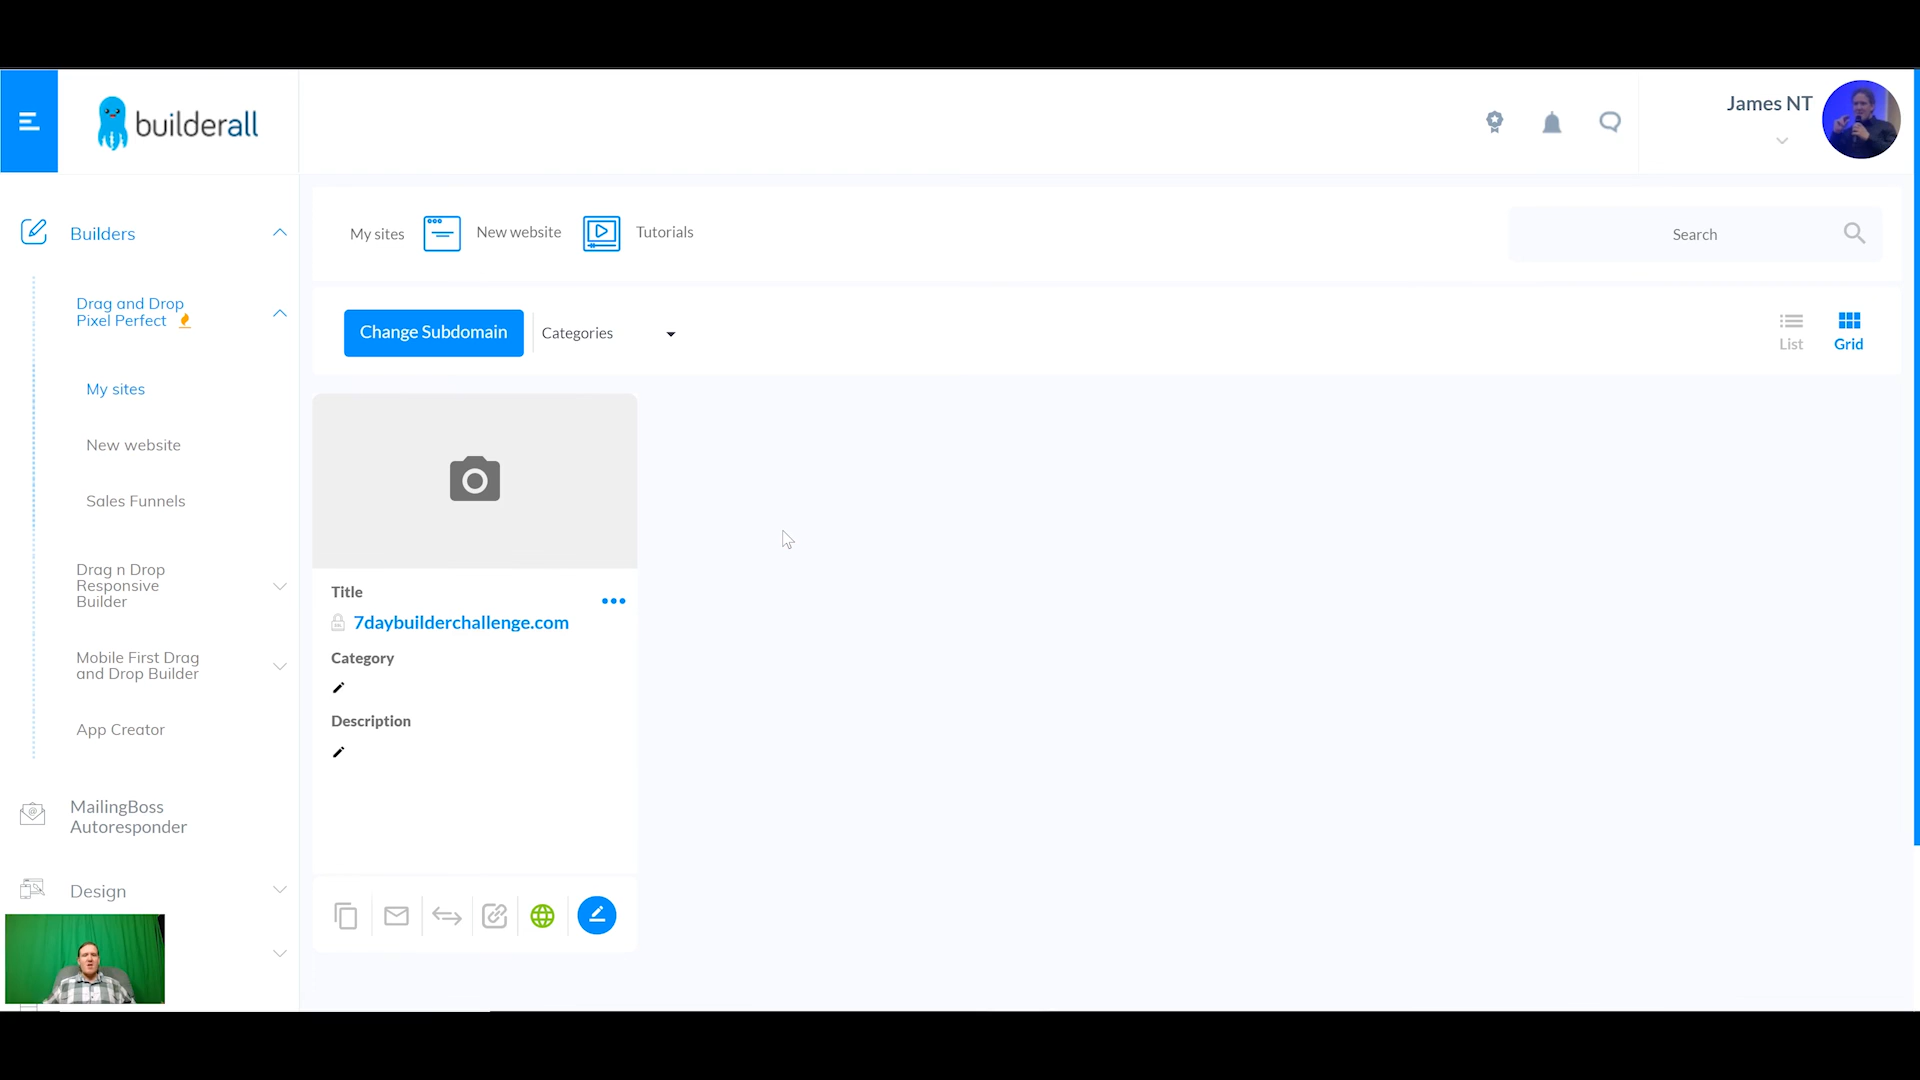 builderall
James NT
Builders
Drag and Drop
Pixel Perfect
My sites
New website
Sales Funnels
Drag n Drop
Responsive
Builder
Mobile First Drag
and Drop Builder
App Creator
MailingBoss
Autoresponder
Design
My sites
New website
Tutorials
Search
Change Subdomain
Categories
List
Grid
Title
7daybuilderchallenge.com
Category
Description